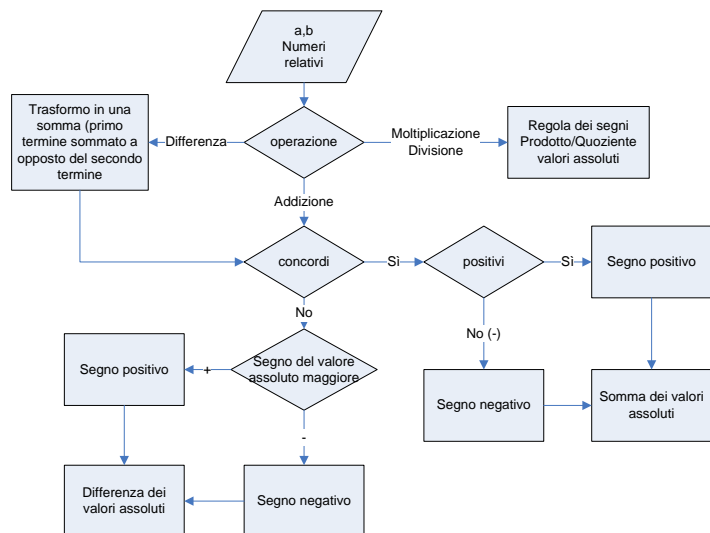 a,b
Numeri
relativi
Trasformo in una
somma (primo
termine sommato a
opposto del secondo
termine
Differenza
operazione
Moltiplicazione
Divisione
Regola dei segni
Prodotto/Quoziente
valori assoluti
Addizione
concordi
Sì
positivi
Sì
Segno positivo
No
No (-)
Segno positivo
+
Segno del valore
assoluto maggiore
Segno negativo
Somma dei valori
assoluti
-
Differenza dei
valori assoluti
Segno negativo